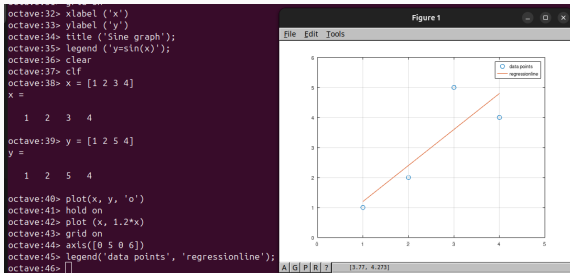 octave:32> xlabel ('x')
octave:33> ylabel ('y')
octave:34> title ('Sine graph');
octave:35> legend ('y=sin(x)');
octave:36> clear
octave:37> clf
octave:38> x = [1 2 3 4]
x =
1 2 3 4
octave:39> y = [1 2 5 4]
y =
1 2 5 4
octave:40> plot(x, y, 'o')
octave:41> hold on
octave:42> plot (x, 1.2*x)
octave:43> grid on
octave:44> axis([0 5 0 6])
octave:45> legend('data points', 'regressionline');
octave:46>
Figure 1
File Edit Tools
data points
regressionline
6
5
4
3
2
1
0
0 1 2 3 4 5
A G P R ? [3.77, 4.273]